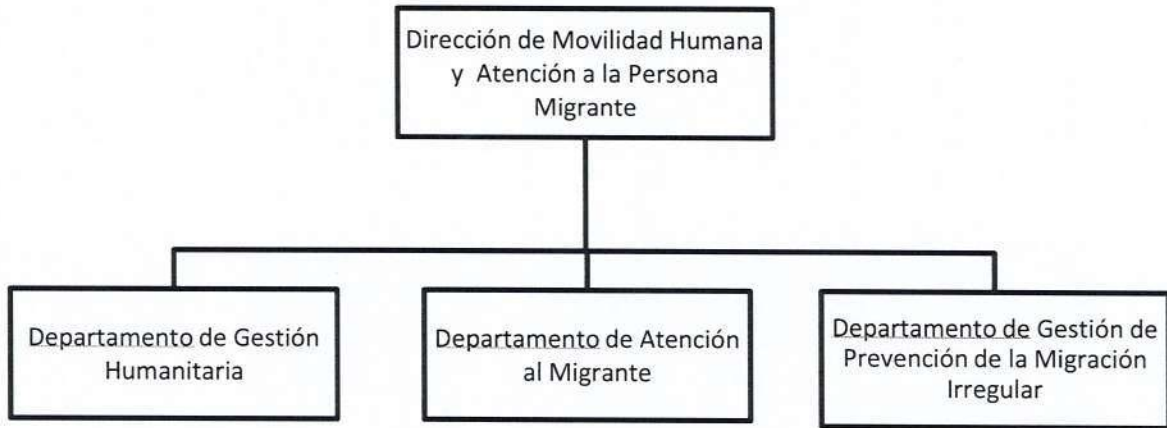 Dirección de Movilidad Humana
y Atención a la Persona
Migrante
Departamento de Gestión
Humanitaria
Departamento de Atención
al Migrante
Departamento de Gestión de
Prevención de la Migración
Irregular